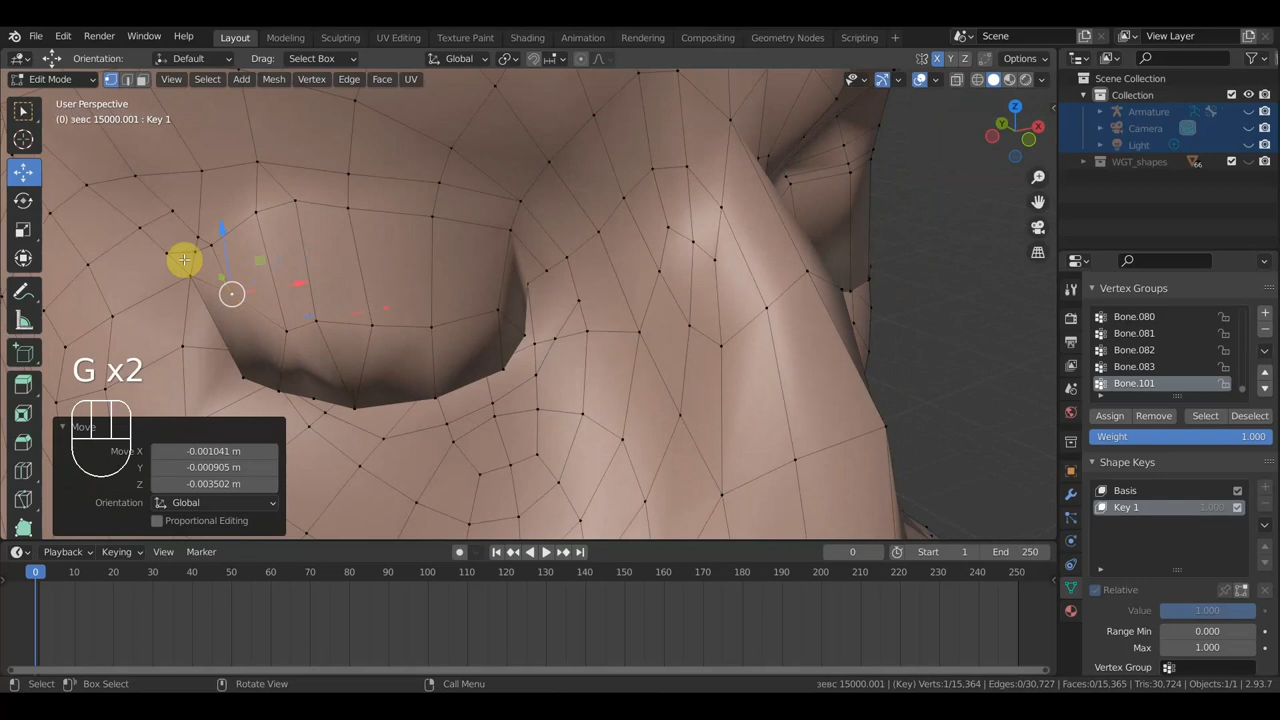 File Edit Render Window Help Layout Modeling Sculpting UV Editing Texture Paint Shading Animation Rendering Compositing Geometry Nodes Scripting + Scene View Layer
Orientation: Default Drag: Select Box Global X Y Z Options
Edit Mode View Select Add Mesh Vertex Edge Face UV
Scene Collection
Collection
Armature
Camera
Light
WGT_shapes 66
User Perspective
(0) зевс 15000.001 : Key 1
Z
Y
X
G x2
Move
Move X -0.001041 m
Y -0.000905 m
Z -0.003502 m
Orientation Global
Proportional Editing
Vertex Groups
Bone.080
Bone.081
Bone.082
Bone.083
Bone.101
Assign Remove Select Deselect
Weight 1.000
Shape Keys
Basis
Key 1 1.000
Relative
Value 1.000
Range Min 0.000
Max 1.000
Vertex Group
Playback Keying View Marker 0 Start 1 End 250
0 10 20 30 40 50 60 70 80 90 100 110 120 130 140 150 160 170 180 190 200 210 220 230 240 250
Select Box Select Rotate View Call Menu зевс 15000.001 | (Key) Verts:1/15,364 | Edges:0/30,727 | Faces:0/15,365 | Tris:30,724 | Objects:1/1 | 2.93.7